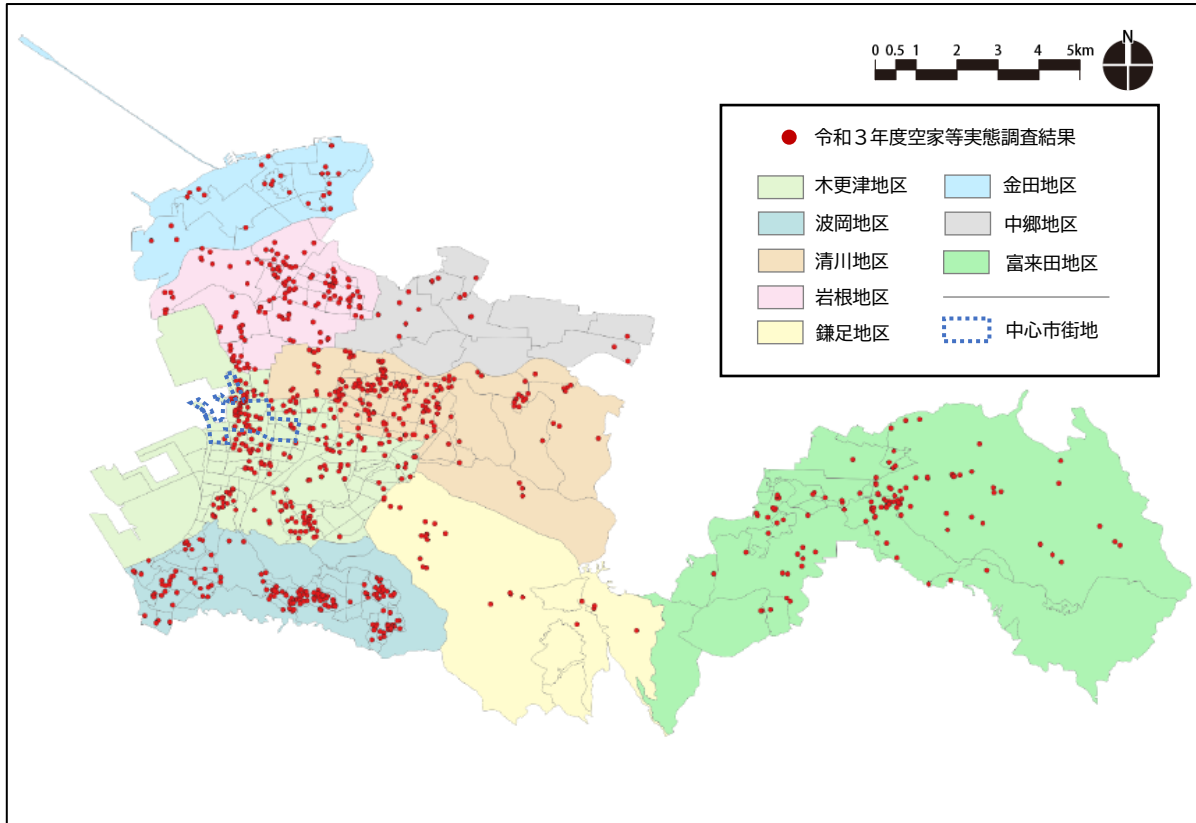 N
0 0.5 1 2 3 4 5km
令和3年度空家等実態調査結果
木更津地区 金田地区
波岡地区 中郷地区
清川地区 富来田地区
岩根地区
鎌足地区 中心市街地